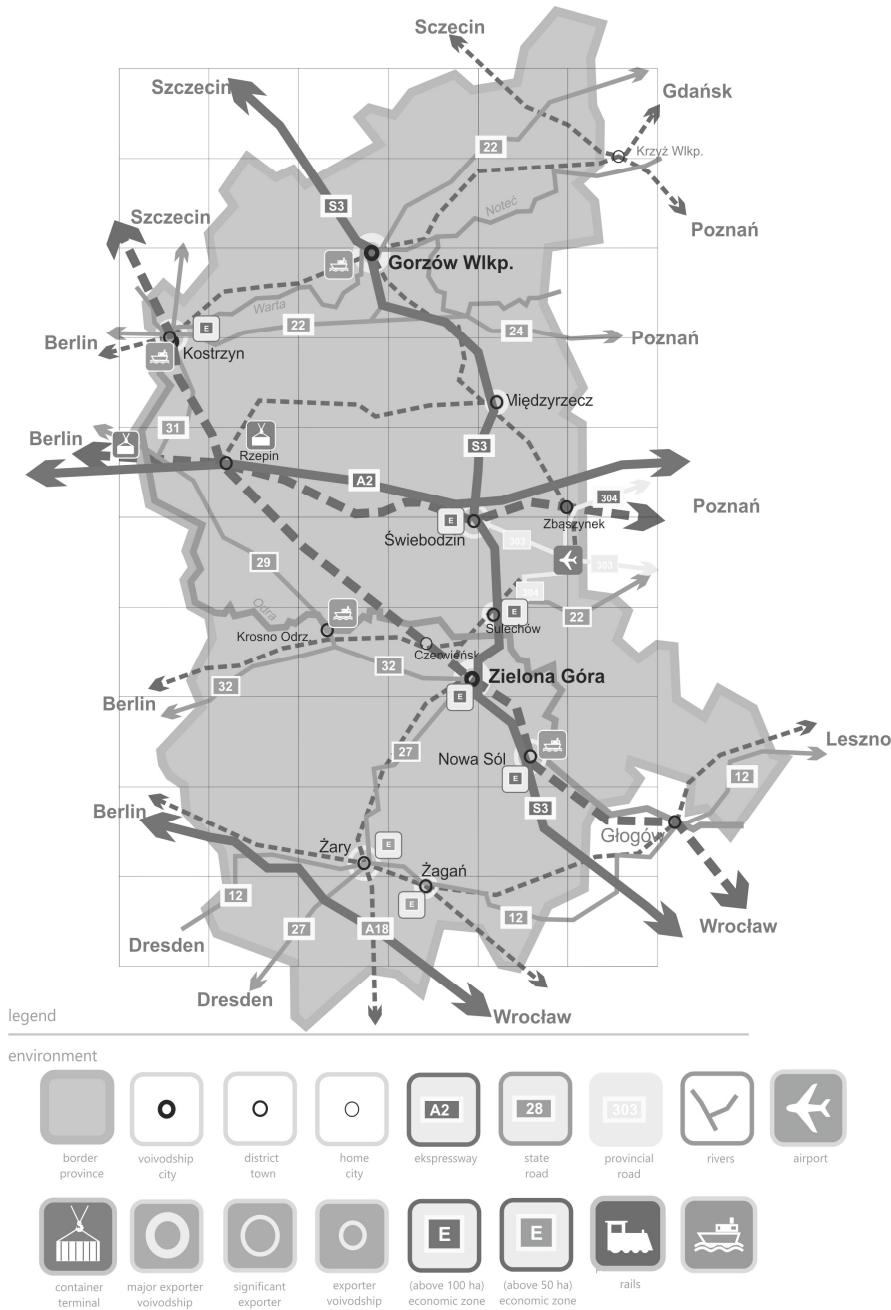 Sczecin
Szczecin
Gdańsk
22
Krzyż Wlkp.
S3
Noteć
Szczecin
Poznań
Gorzów Wlkp.
Warta
E
22
24
Poznań
Berlin
Kostrzyn
Międzyrzecz
31
Berlin
Rzepin
S3
A2
304
Poznań
E
Zbąszynek
Świebodzin
303
303
29
304
Odra
E
22
Krosno Odrz.
Sulechów
Czerwieńsk
32
32
Zielona Góra
Berlin
E
27
Leszno
Nowa Sól
E
12
S3
Berlin
Głogów
Żary
E
Żagań
12
E
12
27
A18
Wrocław
Dresden
Dresden
Wrocław
legend
environment
A2
28
303
border
province
voivodship
city
district
town
home
city
ekspressway
state
road
provincial
road
rivers
airport
E
E
container
terminal
major exporter
voivodship
significant
exporter
exporter
voivodship
(above 100 ha)
economic zone
(above 50 ha)
economic zone
rails